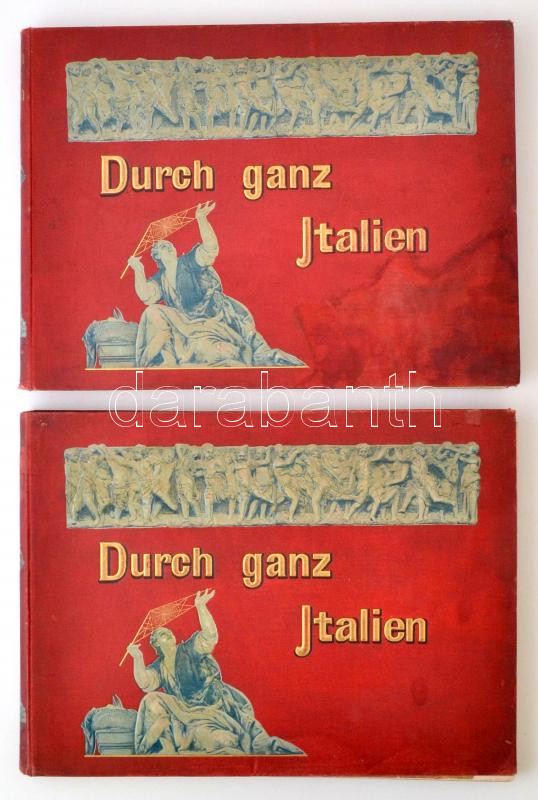 Durch ganz
Jtalien
darabanth
Durch ganz
Jtalien